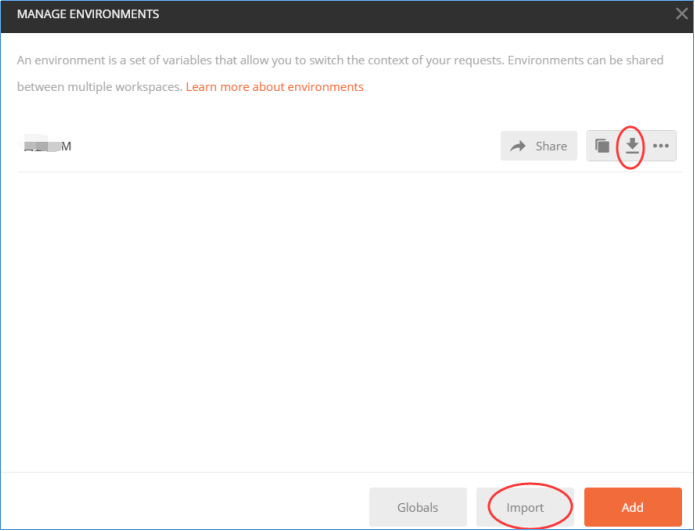 MANAGE ENVIRONMENTS
An environment is a set of variables that allow you to switch the context of your requests. Environments can be shared
between multiple workspaces. Learn more about environments
M
Share
Globals
Import
Add